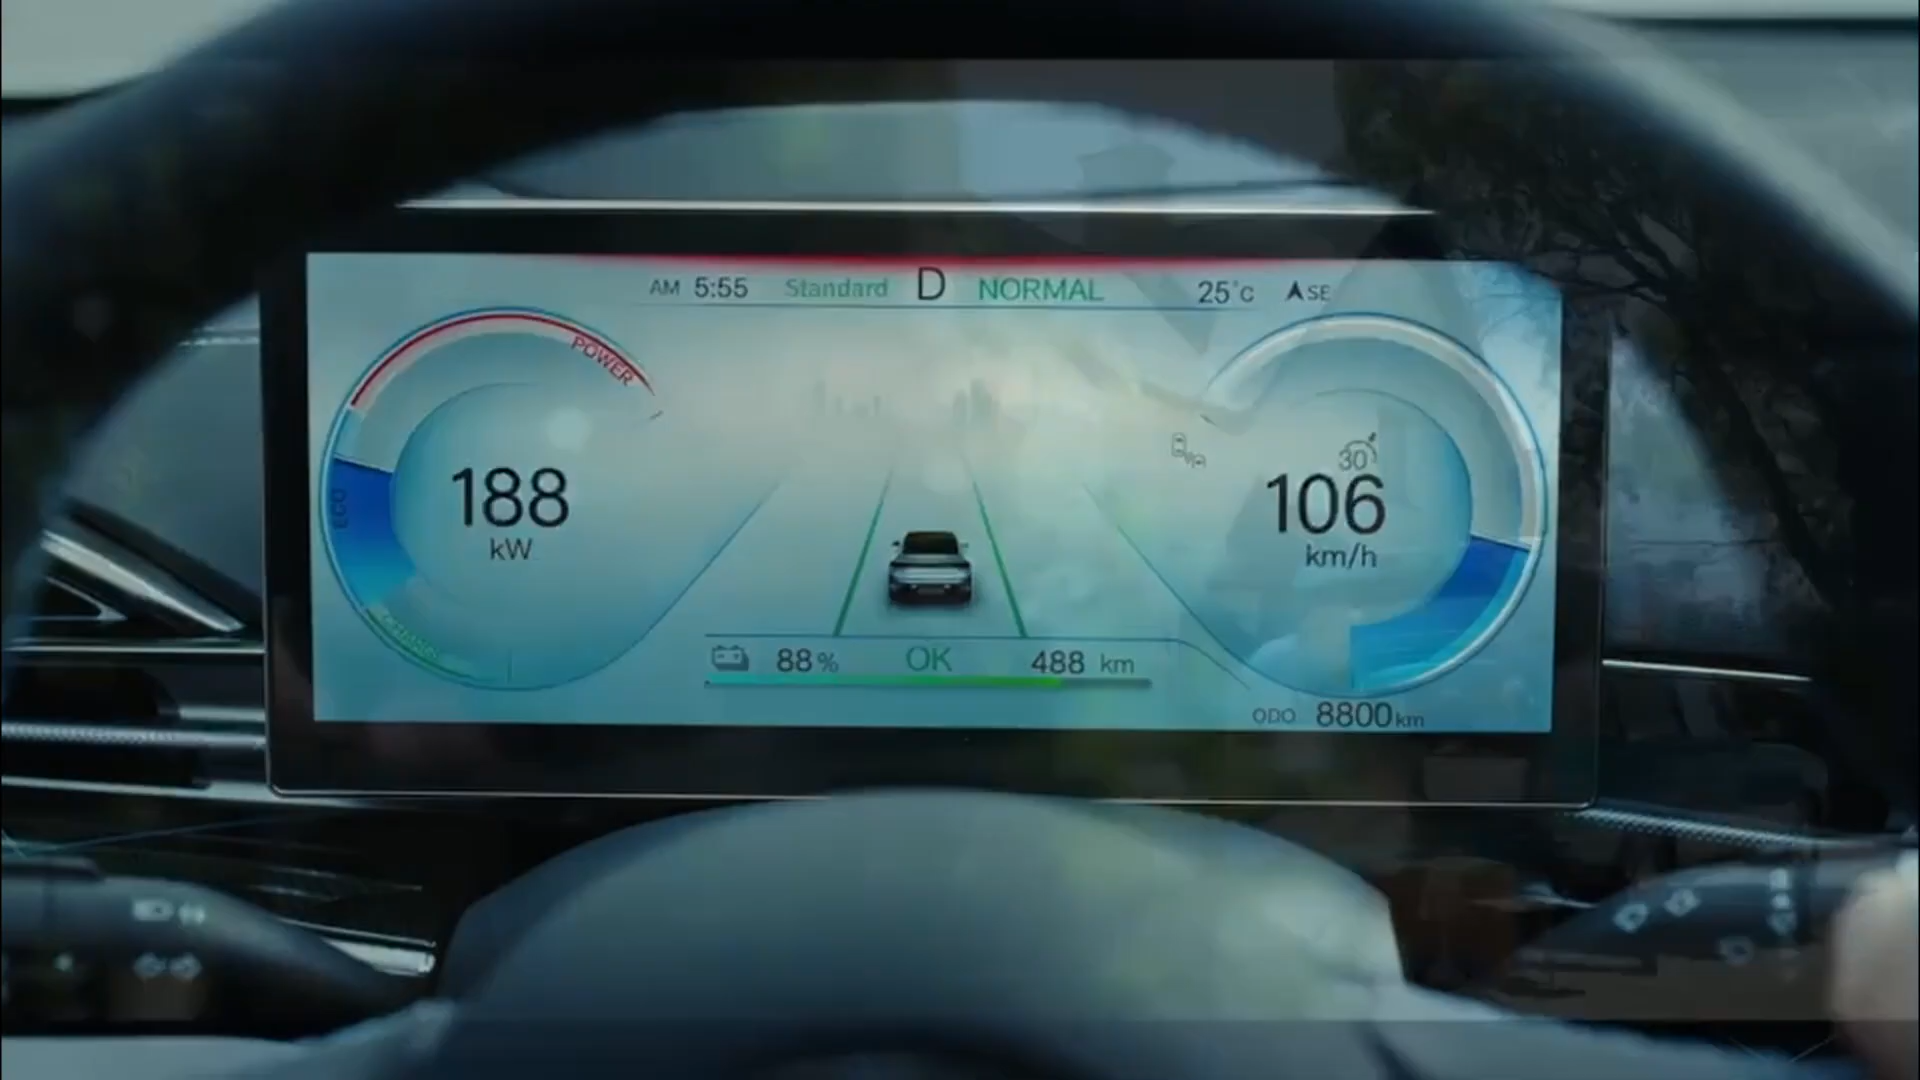 AM 5:55 Standard D NORMAL 25°C SE
POWER
ECO
188
kW
30
106
km/h
88% OK 488 km
ODO 8800km